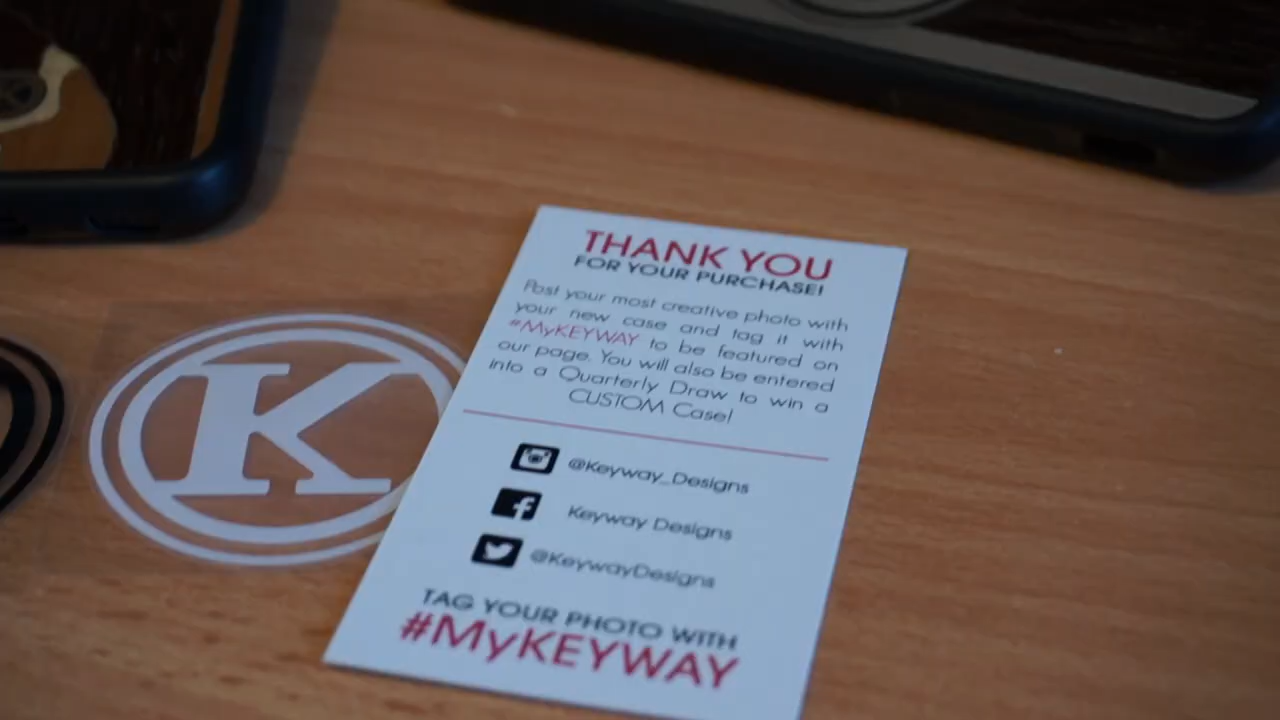 THANK YOU
FOR YOUR PURCHASE!
Post your most creative photo with
your new case and tag it with
#MyKEYWAY to be featured on
our page. You will also be entered
into a Quarterly Draw to win a
CUSTOM Case!
K
@Keyway_Designs
Keyway Designs
@KeywayDesigns
TAG YOUR PHOTO WITH
#MyKEYWAY